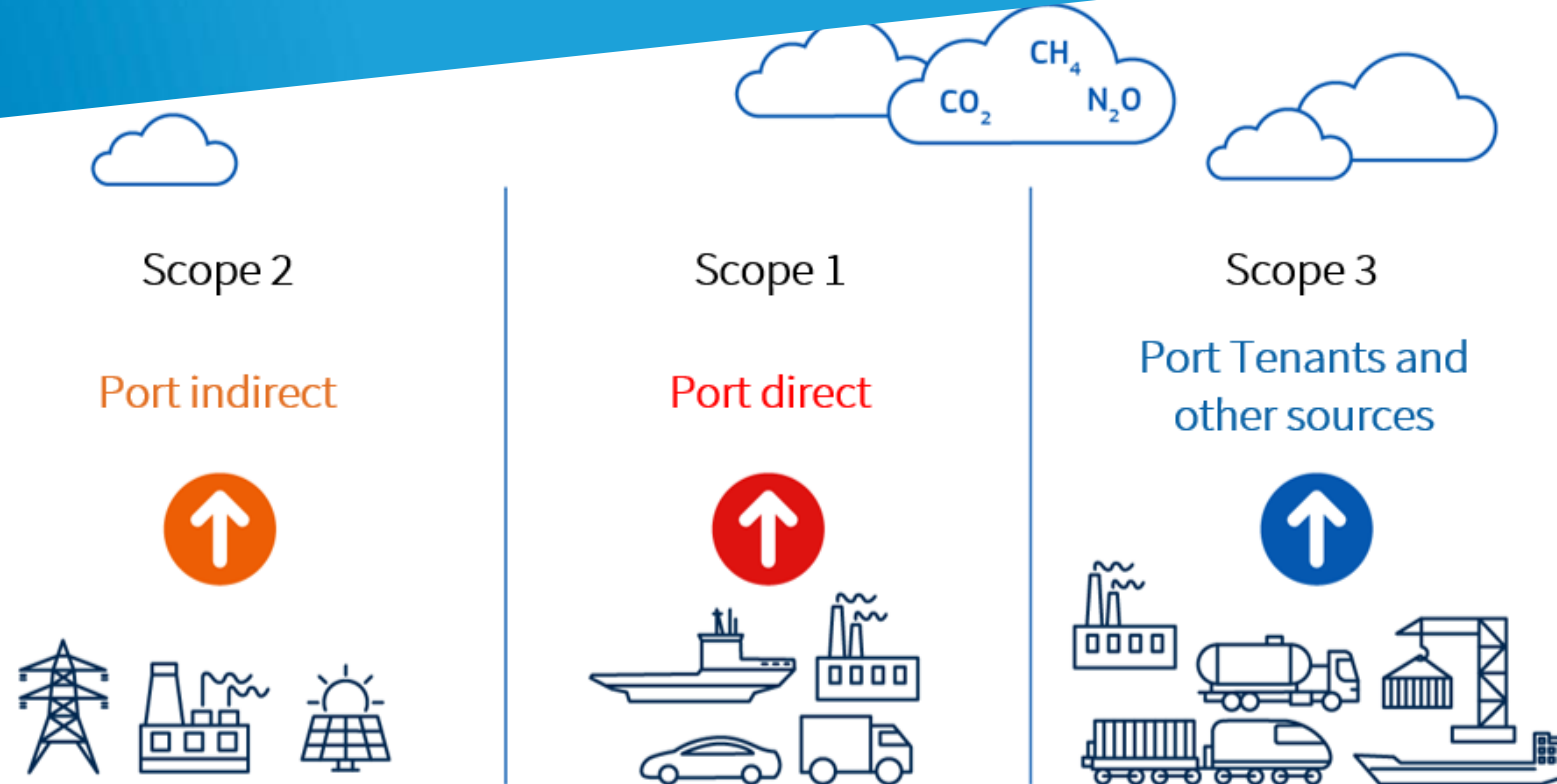 CH₄
CO₂
N₂O
Scope 2
Port indirect
Scope 1
Port direct
Scope 3
Port Tenants and
other sources